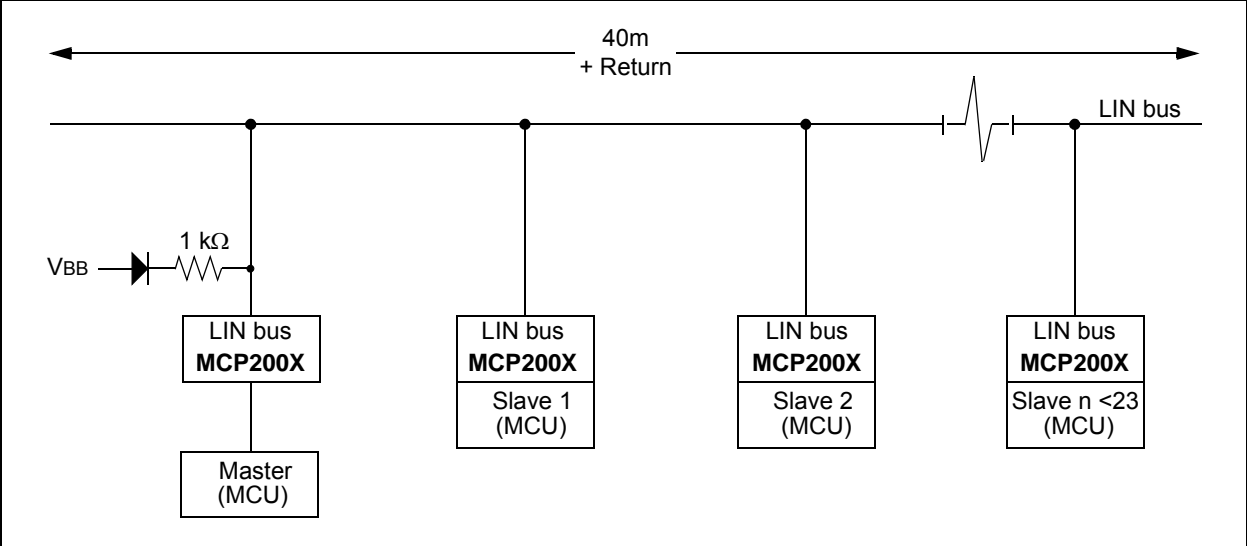 40m
+ Return
LIN bus
1 kΩ
VBB
LIN bus
MCP200X
LIN bus
MCP200X
LIN bus
MCP200X
LIN bus
MCP200X
Slave 1
(MCU)
Slave 2
(MCU)
Slave n <23
(MCU)
Master
(MCU)